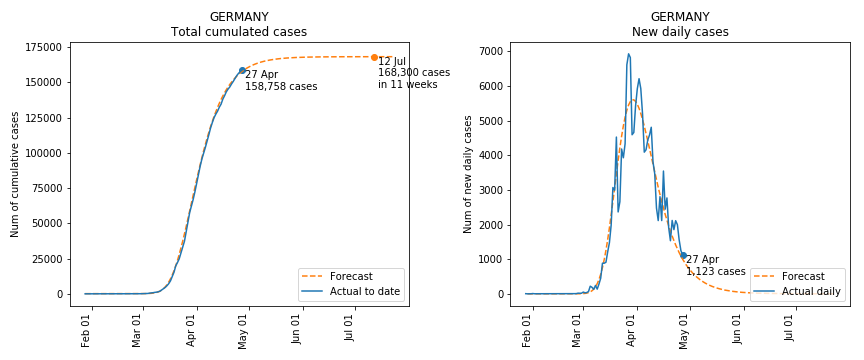 GERMANY
Total cumulated cases
Num of cumulative cases
175000
150000
125000
100000
75000
50000
25000
0
12 Jul
168,300 cases
in 11 weeks
27 Apr
158,758 cases
Forecast
Actual to date
Feb 01
Mar 01
Apr 01
May 01
Jun 01
Jul 01
GERMANY
New daily cases
Num of new daily cases
7000
6000
5000
4000
3000
2000
1000
0
27 Apr
1,123 cases
Forecast
Actual daily
Feb 01
Mar 01
Apr 01
May 01
Jun 01
Jul 01